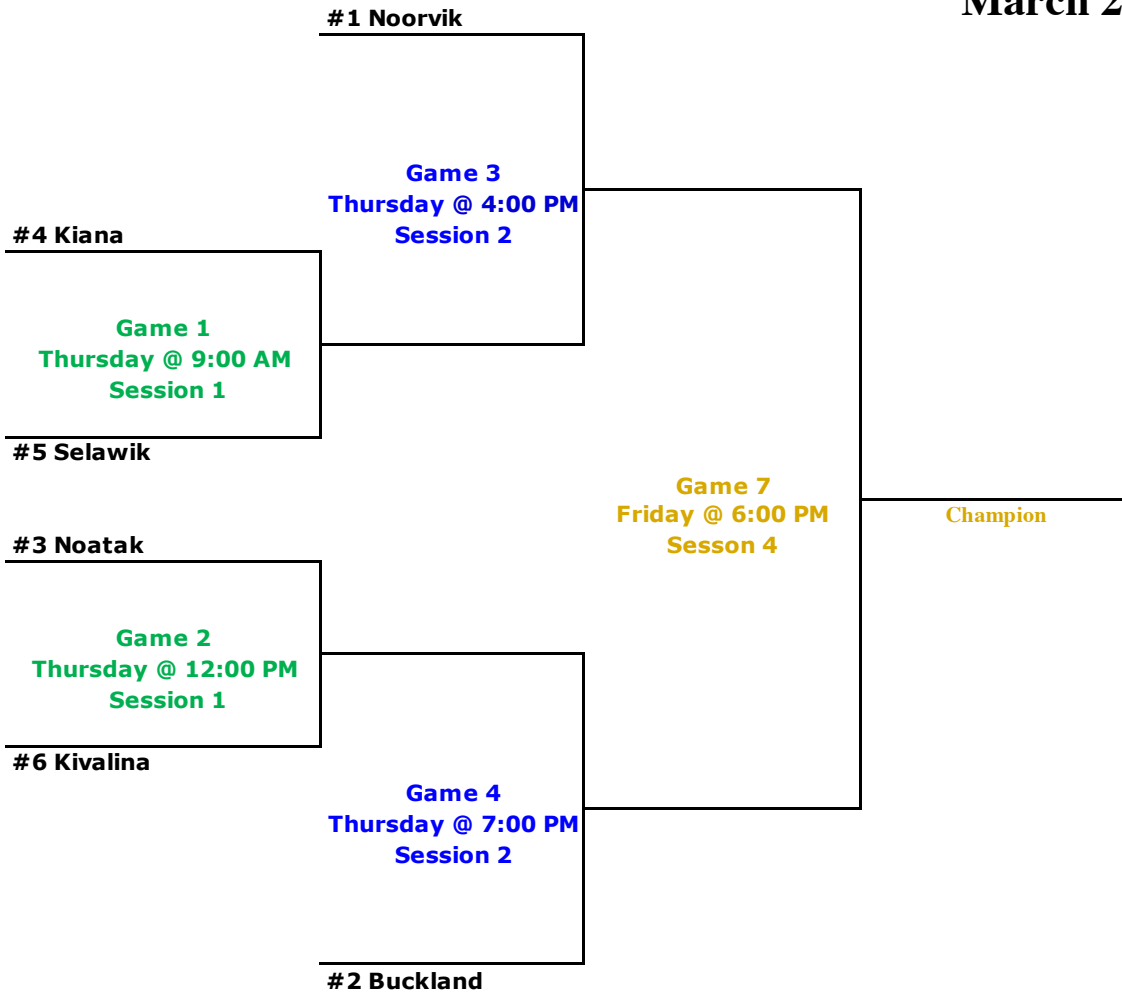 March 2
#1 Noorvik
Game 3
Thursday @ 4:00 PM
Session 2
#4 Kiana
Game 1
Thursday @ 9:00 AM
Session 1
#5 Selawik
Game 7
Friday @ 6:00 PM
Sesson 4
Champion
#3 Noatak
Game 2
Thursday @ 12:00 PM
Session 1
#6 Kivalina
Game 4
Thursday @ 7:00 PM
Session 2
#2 Buckland